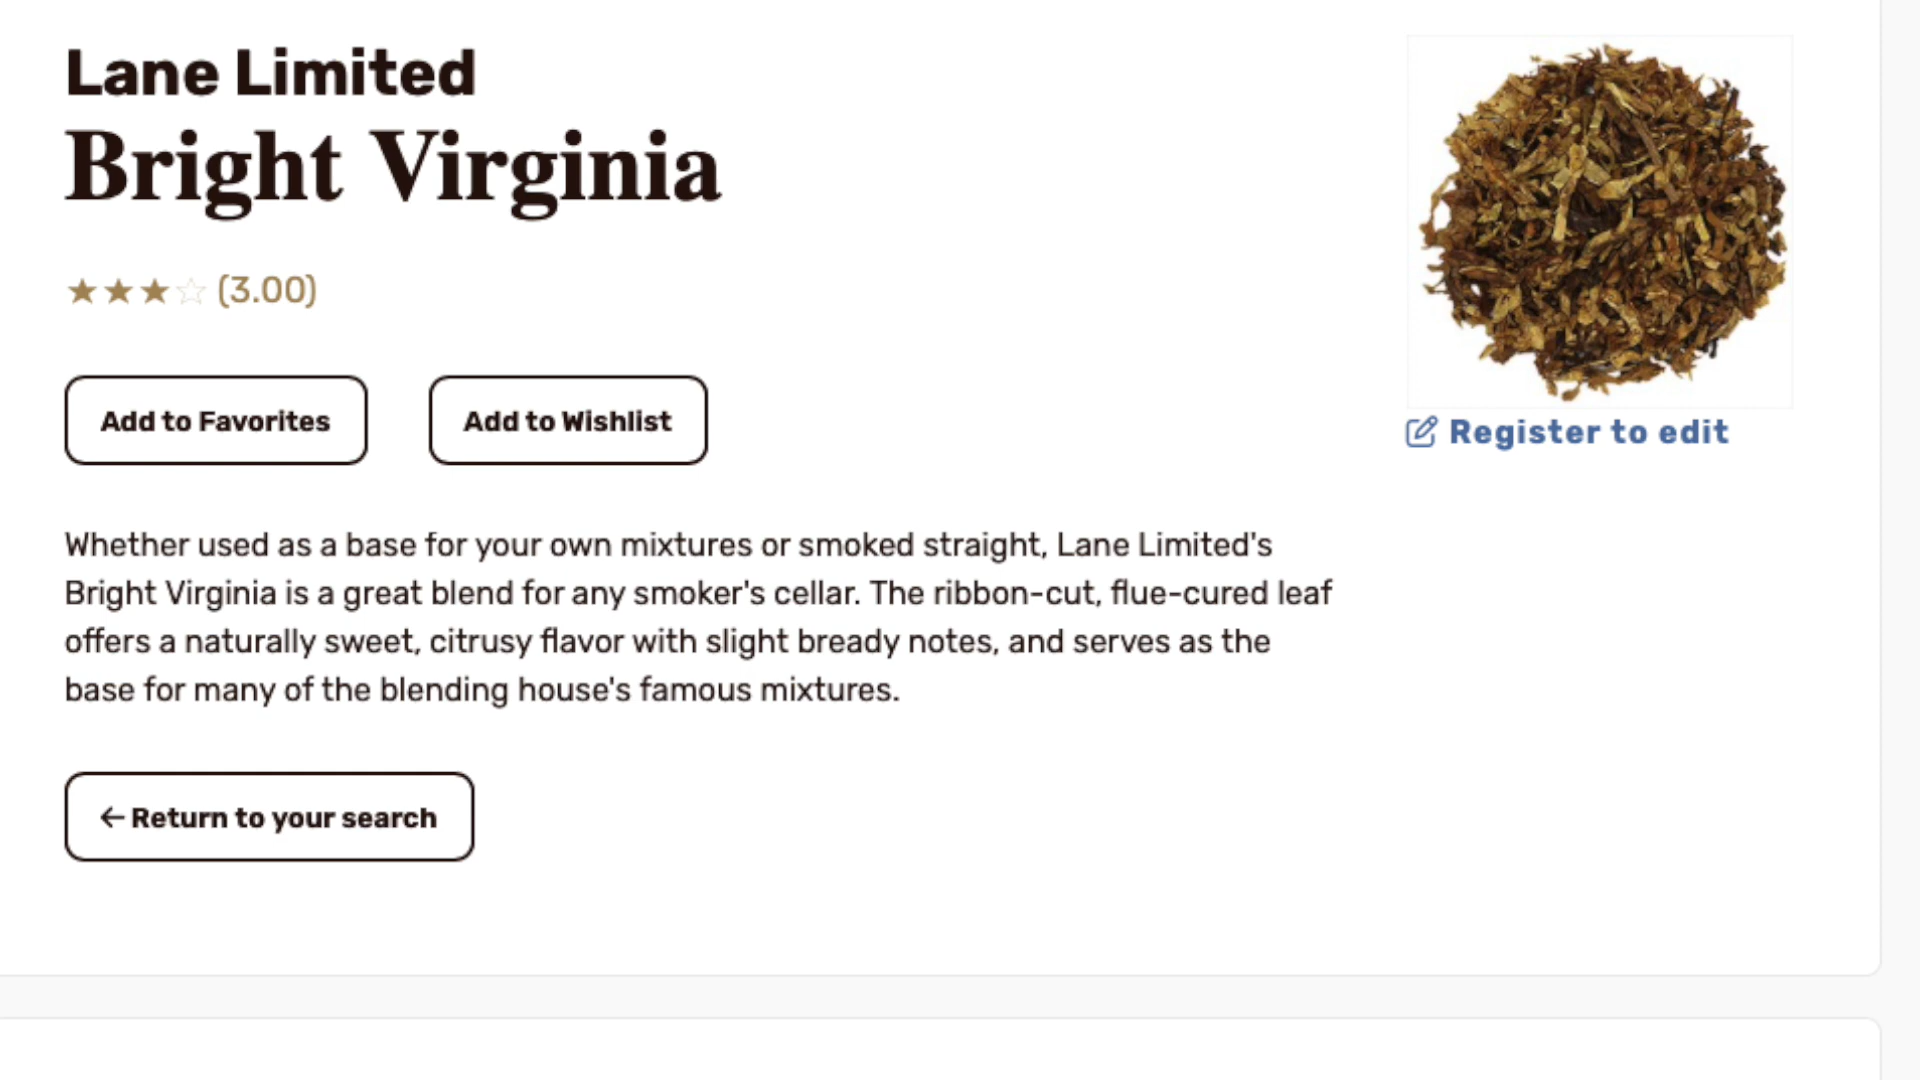 Lane Limited
Bright Virginia
★★★☆ (3.00)
Add to Favorites
Add to Wishlist
Register to edit
Whether used as a base for your own mixtures or smoked straight, Lane Limited's
Bright Virginia is a great blend for any smoker's cellar. The ribbon-cut, flue-cured leaf
offers a naturally sweet, citrusy flavor with slight bready notes, and serves as the
base for many of the blending house's famous mixtures.
← Return to your search